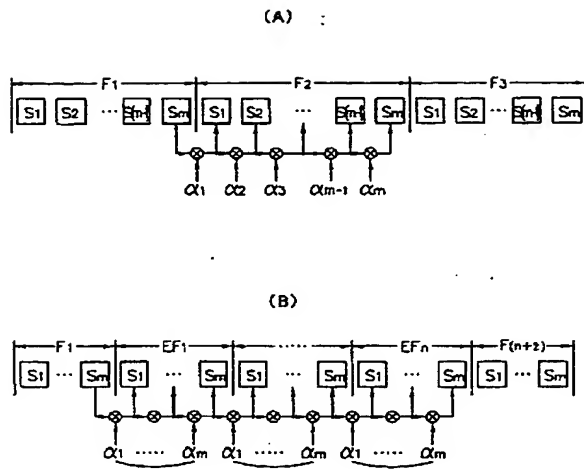 (A) :
F1 F2 F3
S1 S2 ... S(m-1) Sm S1 S2 ... S(m-1) Sm S1 S2 ... S(m-1) Sm
α1 α2 α3 αm-1 αm
(B)
F1 EF1 ..... EFn F(n+2)
S1 ... Sm S1 ... Sm S1 ... Sm S1 ... Sm S1 ... Sm
α1 ..... αm α1 ..... αm α1 ..... αm